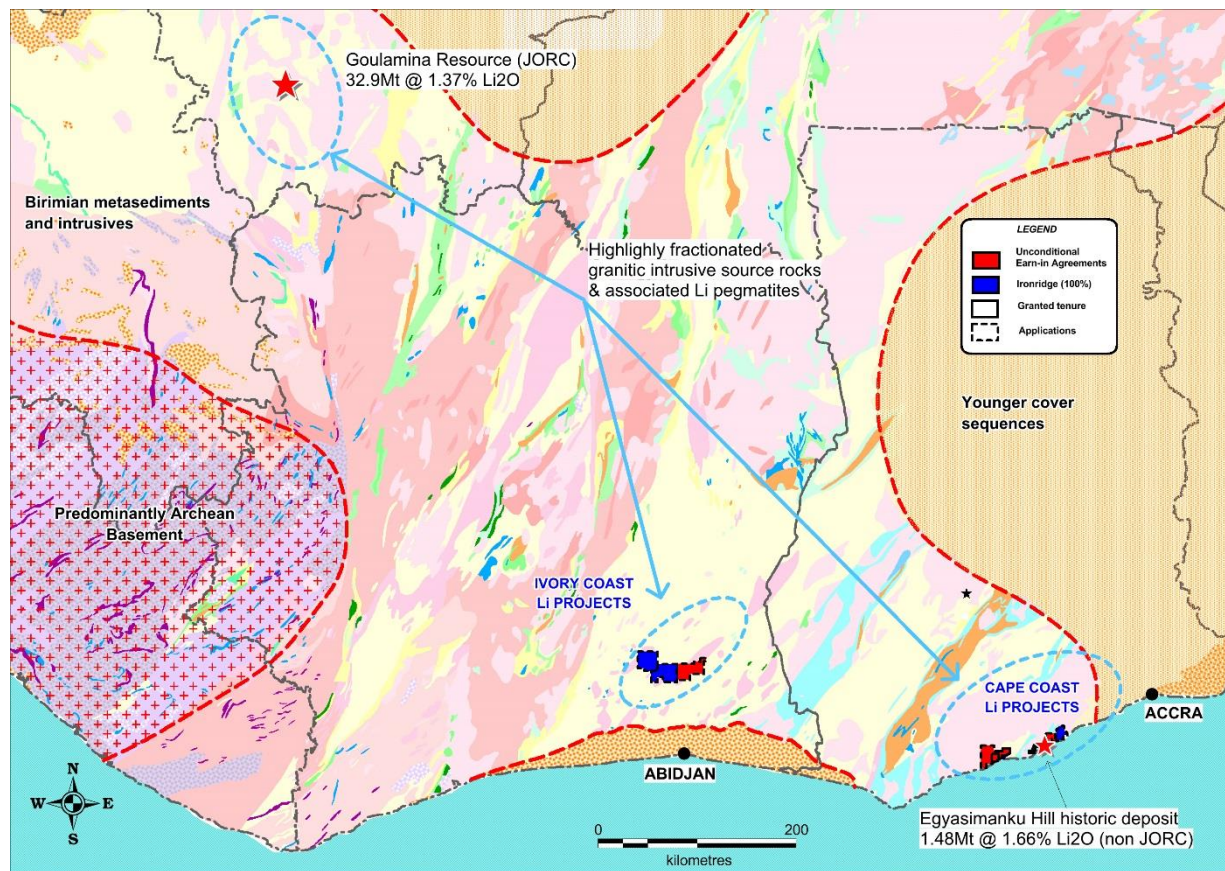 Goulamina Resource (JORC)
32.9Mt @ 1.37% Li2O
Birimian metasediments
and intrusives
Highlighly fractionated
granitic intrusive source rocks
& associated Li pegmatites
LEGEND
Unconditional
Earn-in Agreements
Ironridge (100%)
Granted tenure
Applications
Younger cover
sequences
Predominantly Archean
Basement
IVORY COAST
Li PROJECTS
CAPE COAST
Li PROJECTS
ACCRA
ABIDJAN
N
W E
S
0 200
kilometres
Egyasimanku Hill historic deposit
1.48Mt @ 1.66% Li2O (non JORC)